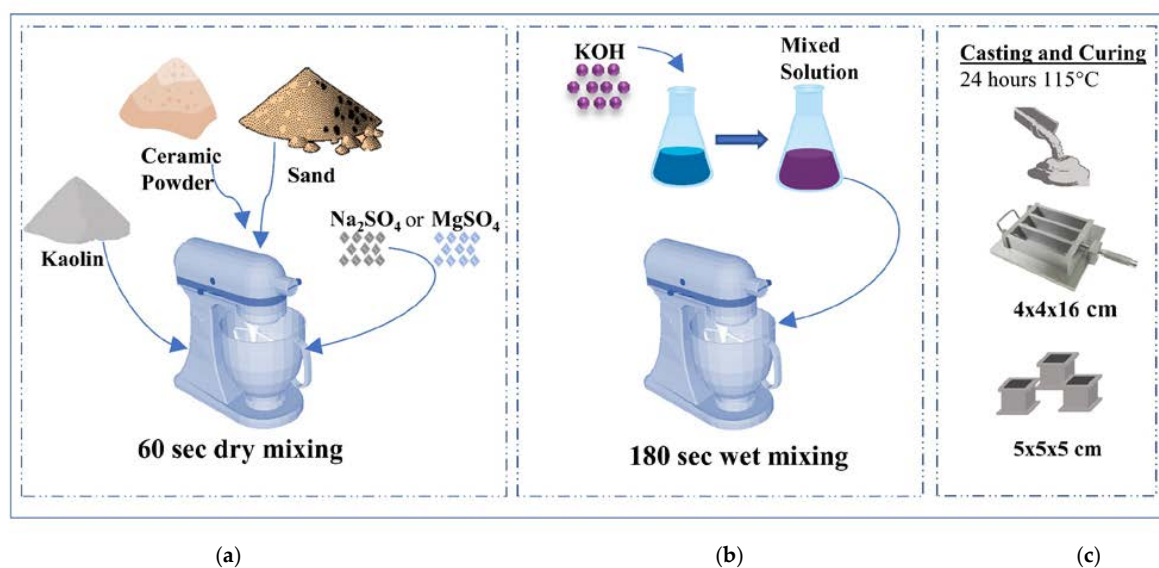 Ceramic
Powder
Sand
Kaolin
Na₂SO₄ or MgSO₄
60 sec dry mixing
KOH
Mixed
Solution
180 sec wet mixing
Casting and Curing
24 hours 115°C
4x4x16 cm
5x5x5 cm
(a)
(b)
(c)